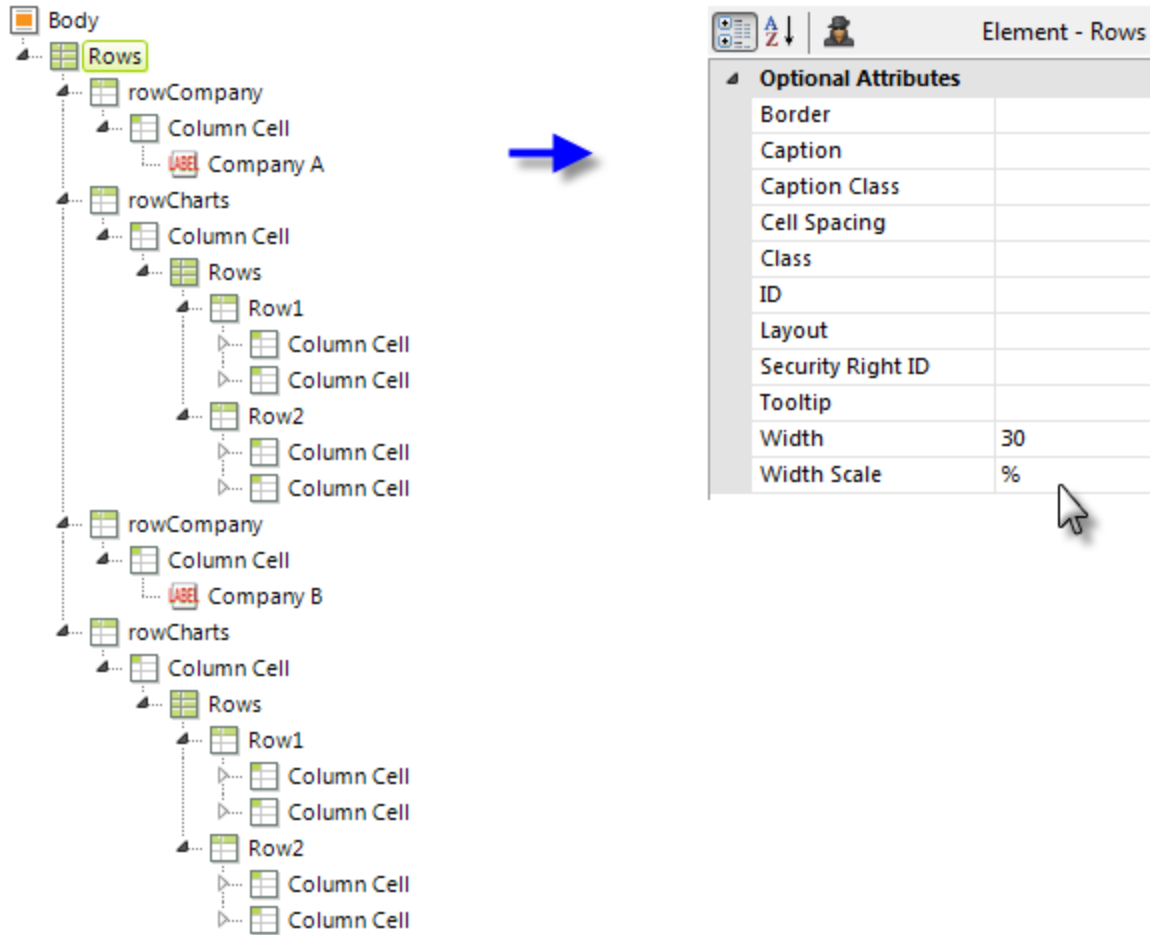 Body
Rows
rowCompany
Column Cell
LABEL Company A
rowCharts
Column Cell
Rows
Row1
Column Cell
Column Cell
Row2
Column Cell
Column Cell
rowCompany
Column Cell
LABEL Company B
rowCharts
Column Cell
Rows
Row1
Column Cell
Column Cell
Row2
Column Cell
Column Cell
A Z Element - Rows
Optional Attributes
Border
Caption
Caption Class
Cell Spacing
Class
ID
Layout
Security Right ID
Tooltip
Width 30
Width Scale %